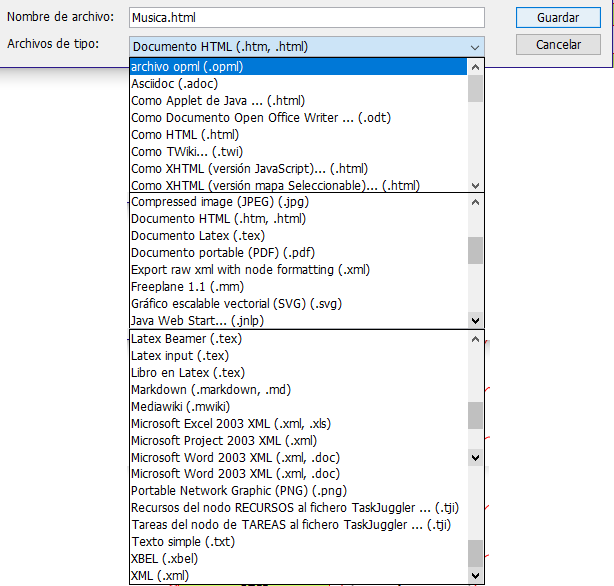 Nombre de archivo: Musica.html Guardar
Archivos de tipo: Documento HTML (.htm, .html) Cancelar
archivo opml (.opml)
Asciidoc (.adoc)
Como Applet de Java ... (.html)
Como Documento Open Office Writer ... (.odt)
Como HTML (.html)
Como TWiki... (.twi)
Como XHTML (versión JavaScript)... (.html)
Como XHTML (versión mapa Seleccionable)... (.html)
Compressed image (JPEG) (.jpg)
Documento HTML (.htm, .html)
Documento Latex (.tex)
Documento portable (PDF) (.pdf)
Export raw xml with node formatting (.xml)
Freeplane 1.1 (.mm)
Gráfico escalable vectorial (SVG) (.svg)
Java Web Start... (.jnlp)
Latex Beamer (.tex)
Latex input (.tex)
Libro en Latex (.tex)
Markdown (.markdown, .md)
Mediawiki (.mwiki)
Microsoft Excel 2003 XML (.xml, .xls)
Microsoft Project 2003 XML (.xml)
Microsoft Word 2003 XML (.xml, .doc)
Microsoft Word 2003 XML (.xml, .doc)
Portable Network Graphic (PNG) (.png)
Recursos del nodo RECURSOS al fichero TaskJuggler ... (.tji)
Tareas del nodo de TAREAS al fichero TaskJuggler ... (.tji)
Texto simple (.txt)
XBEL (.xbel)
XML (.xml)